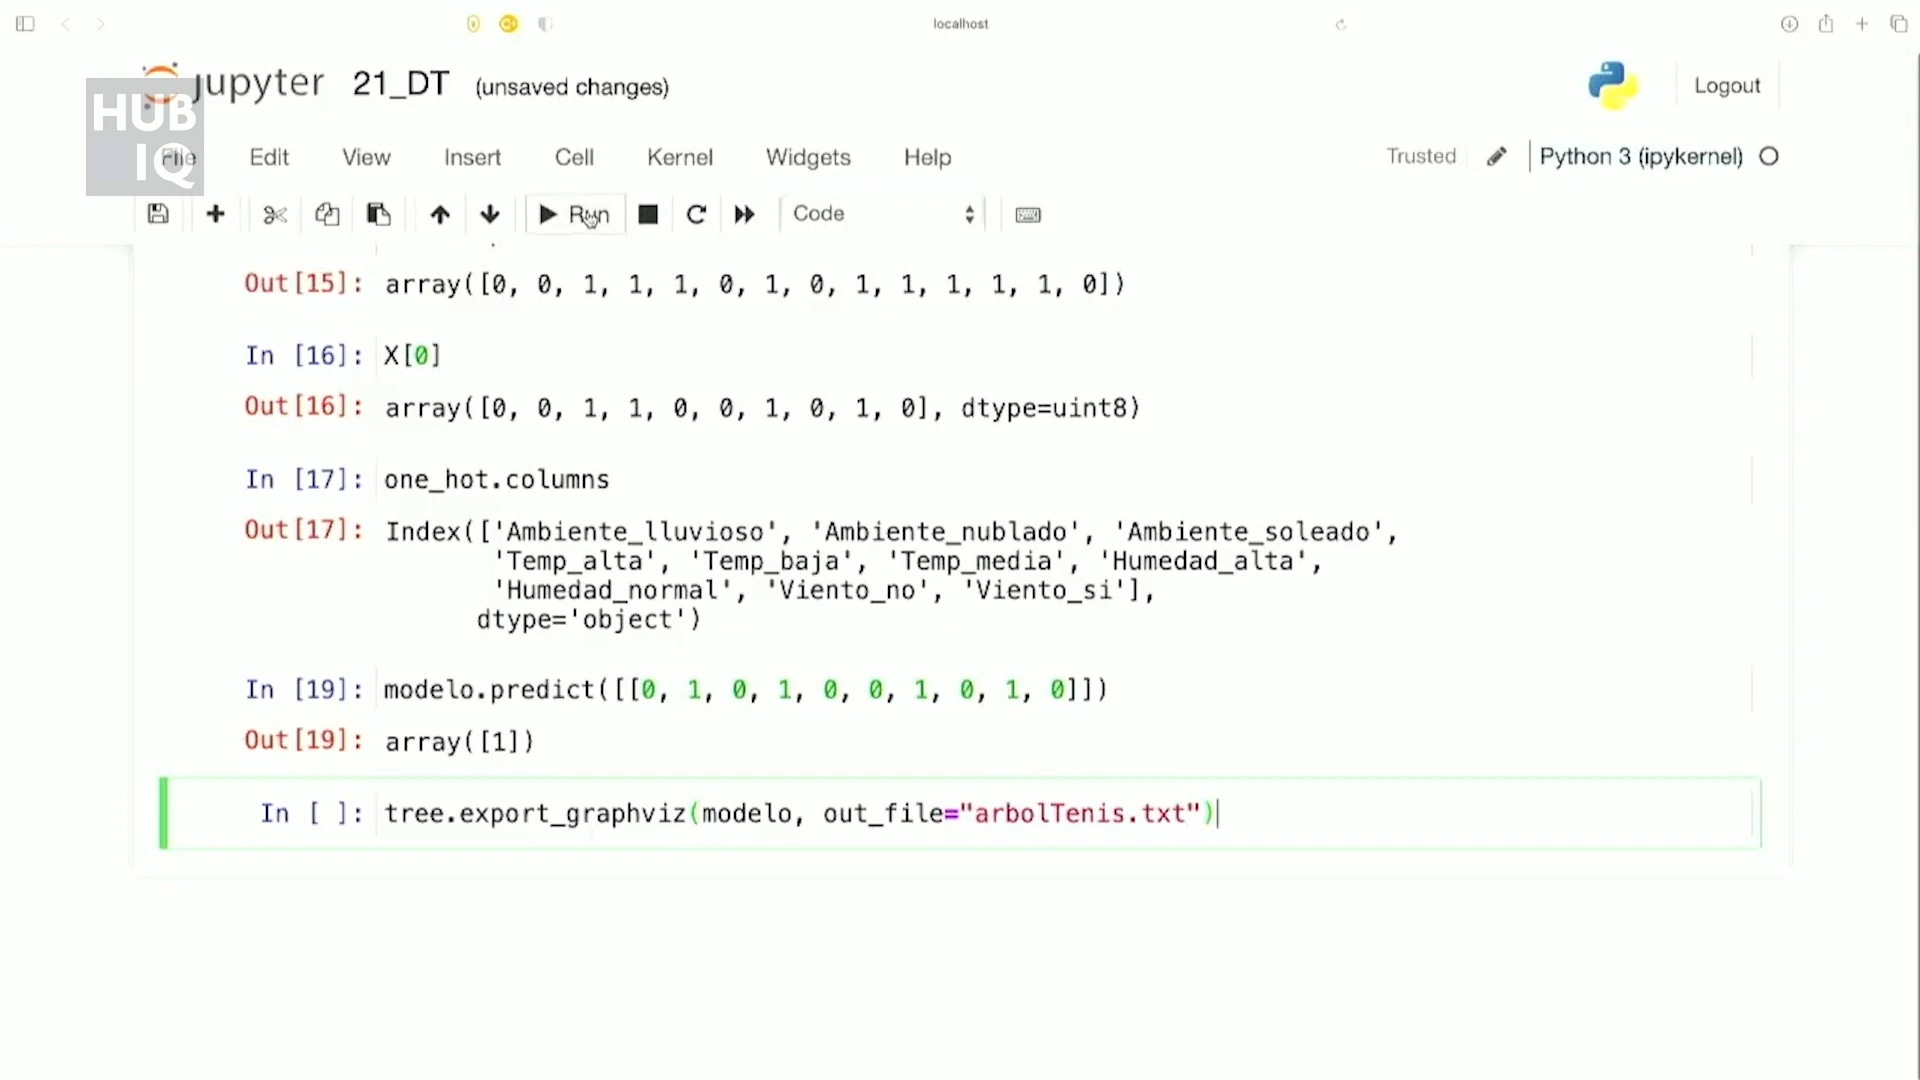 localhost
jupyter 21_DT (unsaved changes) Logout
HUB
IQ
File Edit View Insert Cell Kernel Widgets Help Trusted Python 3 (ipykernel)
Run Code
Out[15]: array([0, 0, 1, 1, 1, 0, 1, 0, 1, 1, 1, 1, 1, 0])
In [16]: X[0]
Out[16]: array([0, 0, 1, 1, 0, 0, 1, 0, 1, 0], dtype=uint8)
In [17]: one_hot.columns
Out[17]: Index(['Ambiente_lluvioso', 'Ambiente_nublado', 'Ambiente_soleado',
'Temp_alta', 'Temp_baja', 'Temp_media', 'Humedad_alta',
'Humedad_normal', 'Viento_no', 'Viento_si'],
dtype='object')
In [19]: modelo.predict([[0, 1, 0, 1, 0, 0, 1, 0, 1, 0]])
Out[19]: array([1])
In [ ]: tree.export_graphviz(modelo, out_file="arbolTenis.txt")